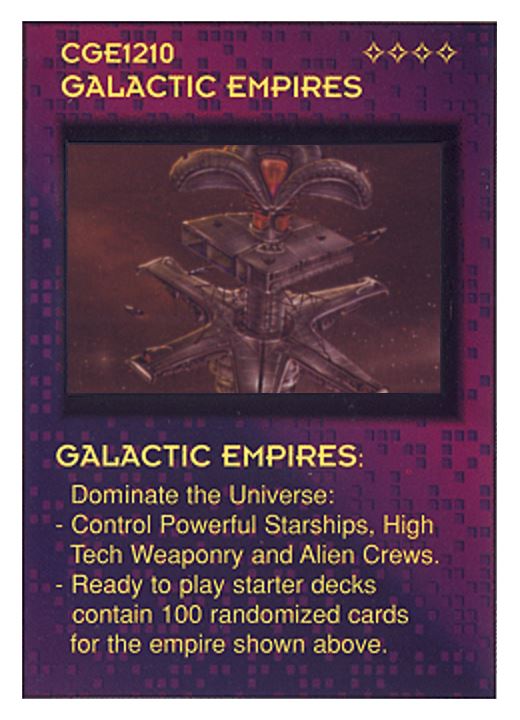 CGE1210
GALACTIC EMPIRES
GALACTIC EMPIRES:
Dominate the Universe:
- Control Powerful Starships, High
Tech Weaponry and Alien Crews.
- Ready to play starter decks
contain 100 randomized cards
for the empire shown above.